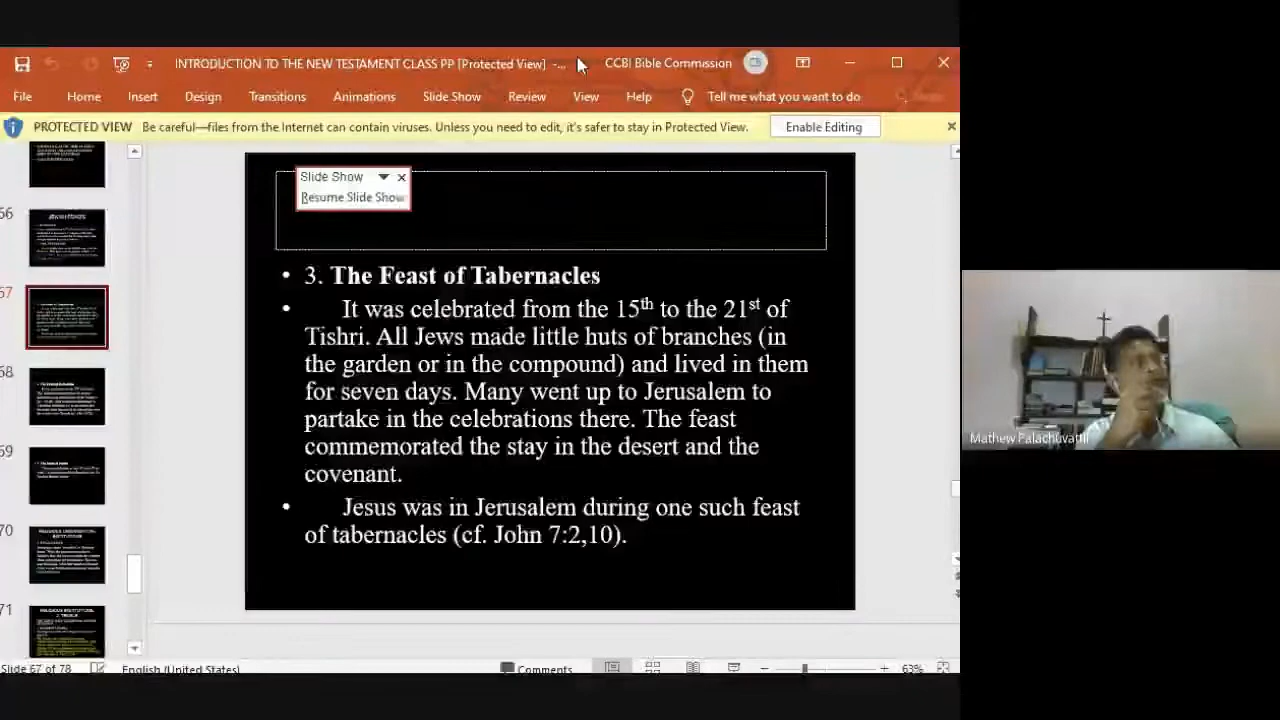 INTRODUCTION TO THE NEW TESTAMENT CLASS PP [Protected View] -...
CCBI Bible Commission
File Home Insert Design Transitions Animations Slide Show Review View Help Tell me what you want to do
PROTECTED VIEW Be careful—files from the Internet can contain viruses. Unless you need to edit, it's safer to stay in Protected View. Enable Editing
Slide Show
Resume Slide Show
66
67
68
69
70
71
• 3. The Feast of Tabernacles
• It was celebrated from the 15th to the 21st of
Tishri. All Jews made little huts of branches (in
the garden or in the compound) and lived in them
for seven days. Many went up to Jerusalem to
partake in the celebrations there. The feast
commemorated the stay in the desert and the
covenant.
• Jesus was in Jerusalem during one such feast
of tabernacles (cf. John 7:2,10).
Mathew Palachuvattil
Slide 67 of 78 English (United States) Comments 63%